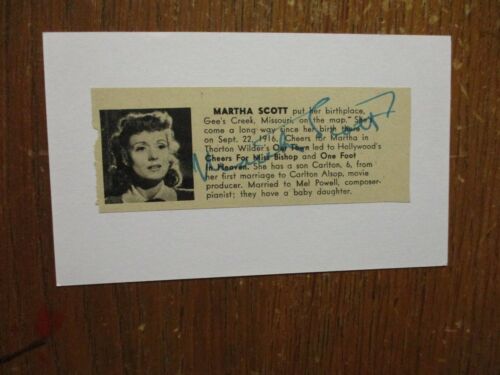 MARTHA SCOTT put her birthplace,
Gee's Creek, Missouri, on the map. She's
come a long way since her birth there
on Sept. 22, 1916. Cheers for Martha in
Thorton Wilder's Our Town led to Hollywood's
Cheers For Miss Bishop and One Foot
In Heaven. She has a son Carlton, 6, from
her first marriage to Carlton Alsop, movie
producer. Married to Mel Powell, composer-
pianist; they have a baby daughter.
Martha Scott